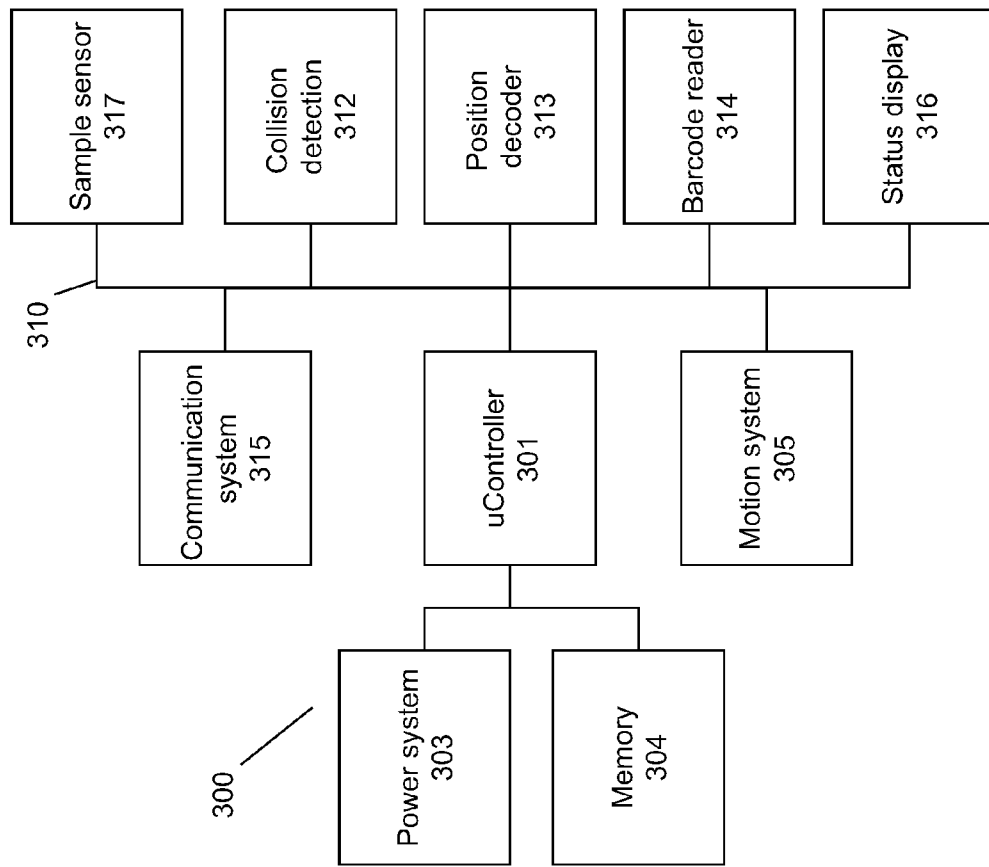 310
Sample sensor
317
300
Communication
system
315
Collision
detection
312
Power system
303
uController
301
Position
decoder
313
Memory
304
Motion system
305
Barcode reader
314
Status display
316